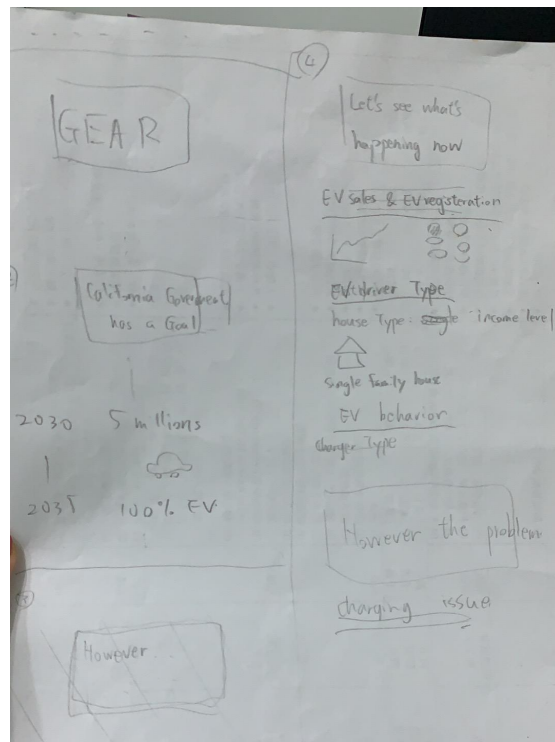 GEAR
California Goverment
has a Goal
2030 5 millions
2035 100% EV
③
However
④
Let's see what's
happening now
EV sales & EV registeration
EV driver Type
house Type: single income level
single family house
EV behavior
charger Type
However the problem
charging issue